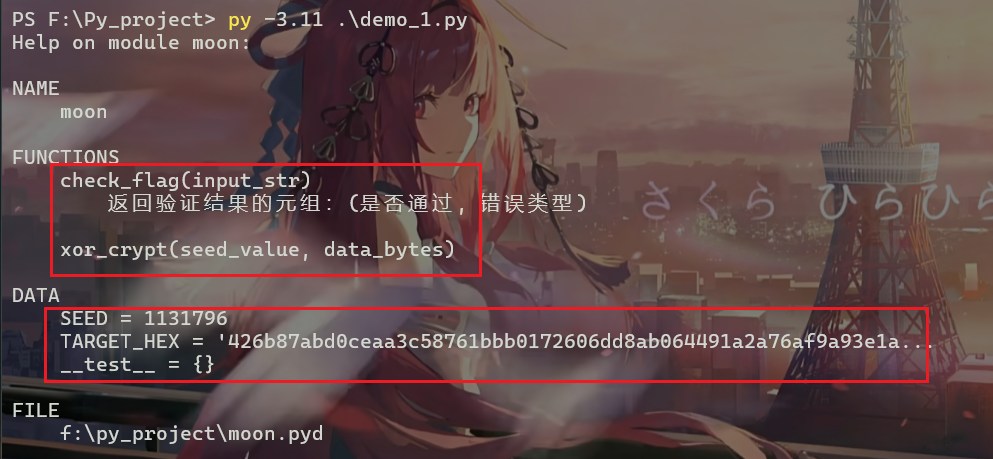 PS F:\Py_project> py -3.11 .\demo_1.py
Help on module moon:
NAME
moon
FUNCTIONS
check_flag(input_str)
返回验证结果的元组: (是否通过, 错误类型)
さくら ひらひら
xor_crypt(seed_value, data_bytes)
DATA
SEED = 1131796
TARGET_HEX = '426b87abd0ceaa3c58761bbb0172606dd8ab064491a2a76af9a93e1a...
__test__ = {}
FILE
f:\py_project\moon.pyd